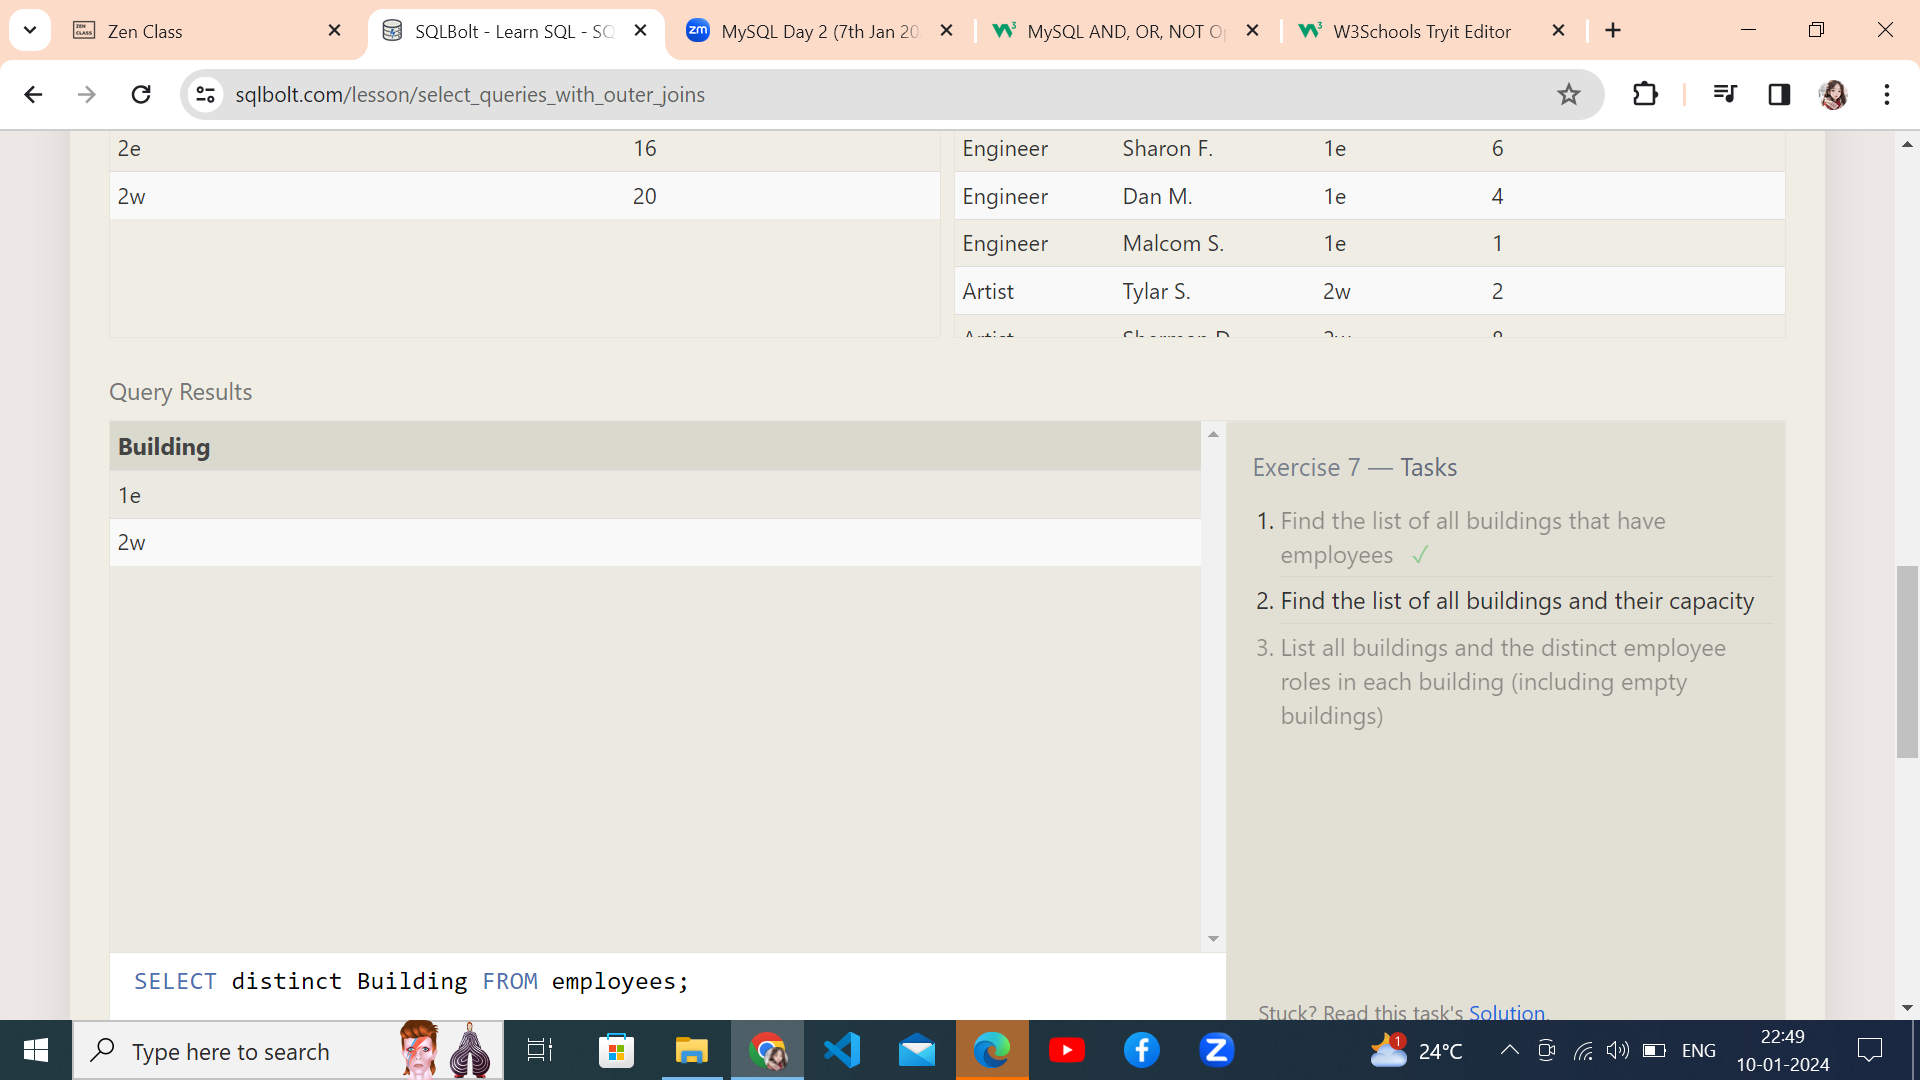 Zen Class
SQLBolt - Learn SQL - SQ
zm MySQL Day 2 (7th Jan 20
MySQL AND, OR, NOT Op
W3Schools Tryit Editor
sqlbolt.com/lesson/select_queries_with_outer_joins
2e 16
2w 20
Engineer Sharon F. 1e 6
Engineer Dan M. 1e 4
Engineer Malcom S. 1e 1
Artist Tylar S. 2w 2
Query Results
Building
1e
2w
Exercise 7 — Tasks
1. Find the list of all buildings that have
employees ✓
2. Find the list of all buildings and their capacity
3. List all buildings and the distinct employee
roles in each building (including empty
buildings)
SELECT distinct Building FROM employees;
Stuck? Read this task's Solution.
Type here to search
1
24°C
ENG
22:49
10-01-2024